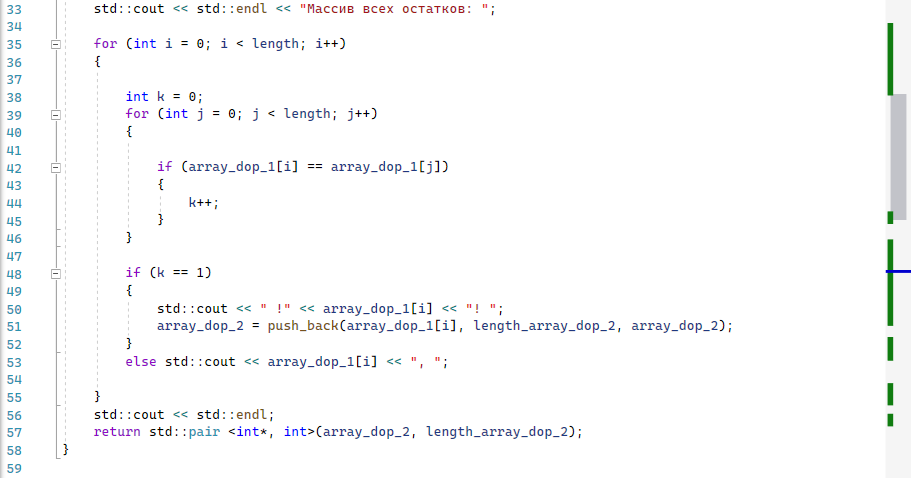 33 std::cout << std::endl << "Массив всех остатков: ";
34
35 for (int i = 0; i < length; i++)
36 {
37
38 int k = 0;
39 for (int j = 0; j < length; j++)
40 {
41
42 if (array_dop_1[i] == array_dop_1[j])
43 {
44 k++;
45 }
46 }
47
48 if (k == 1)
49 {
50 std::cout << " !" << array_dop_1[i] << "! ";
51 array_dop_2 = push_back(array_dop_1[i], length_array_dop_2, array_dop_2);
52 }
53 else std::cout << array_dop_1[i] << ", ";
54
55 }
56 std::cout << std::endl;
57 return std::pair <int*, int>(array_dop_2, length_array_dop_2);
58 }
59